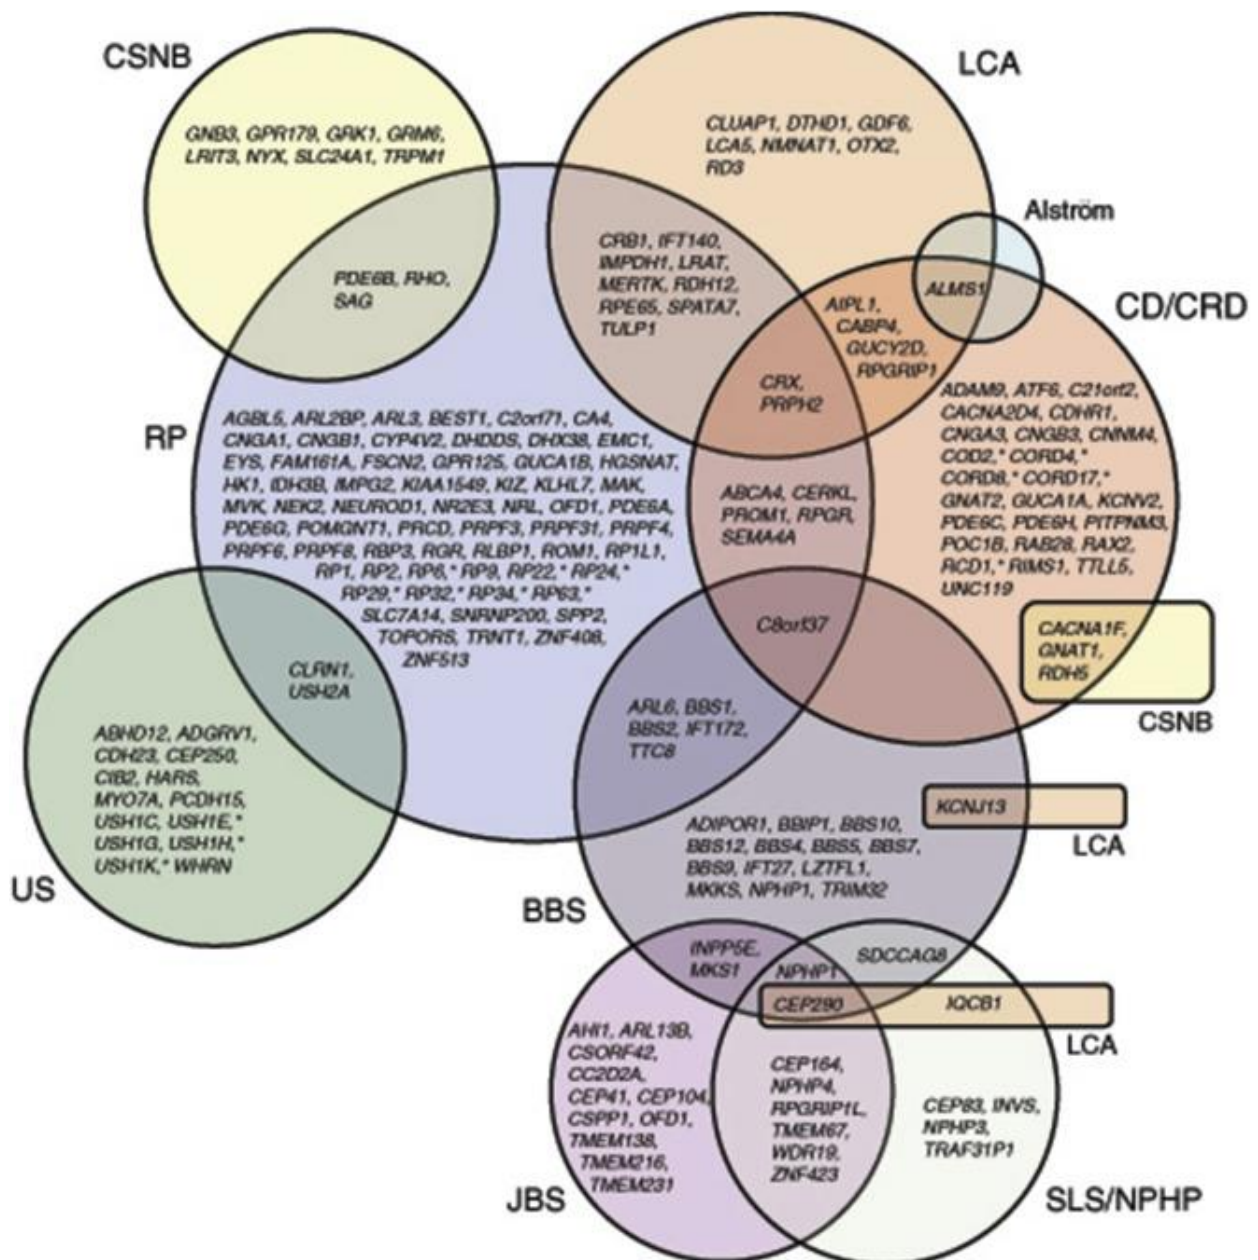 CSNB
LCA
GNB3, GPR179, GRK1, GRM6,
LRIT3, NYX, SLC24A1, TRPM1
CLUAP1, DTHD1, GDF6,
LCA5, NMNAT1, OTX2,
RD3
Alström
CRB1, IFT140,
IMPDH1, LRAT,
MERTK, RDH12,
RPE65, SPATA7,
TULP1
PDE6B, RHO,
SAG
ALMS1
CD/CRD
AIPL1,
CABP4,
GUCY2D,
RPGRIP1
CRX,
PRPH2
RP
AGBL5, ARL2BP, ARL3, BEST1, C2orf71, CA4,
CNGA1, CNGB1, CYP4V2, DHDDS, DHX38, EMC1,
EYS, FAM161A, FSCN2, GPR125, GUCA1B, HGSNAT,
HK1, IDH3B, IMPG2, KIAA1549, KIZ, KLHL7, MAK,
MVK, NEK2, NEUROD1, NR2E3, NRL, OFD1, PDE6A,
PDE6G, POMGNT1, PRCD, PRPF3, PRPF31, PRPF4,
PRPF6, PRPF8, RBP3, RGR, RLBP1, ROM1, RP1L1,
RP1, RP2, RP6,* RP9, RP22,* RP24,*
RP29,* RP32,* RP34,* RP63,*
SLC7A14, SNRNP200, SPP2,
TOPORS, TRNT1, ZNF408,
ZNF513
ADAM9, ATF6, C21orf2,
CACNA2D4, CDHR1,
CNGA3, CNGB3, CNNM4,
COD2,* CORD4,*
CORD8,* CORD17,*
GNAT2, GUCA1A, KCNV2,
PDE6C, PDE6H, PITPNM3,
POC1B, RAB28, RAX2,
RCD1,* RIMS1, TTLL5,
UNC119
ABCA4, CERKL,
PROM1, RPGR,
SEMA4A
C8orf37
CACNA1F,
GNAT1,
RDH5
CSNB
CLRN1,
USH2A
ARL6, BBS1,
BBS2, IFT172,
TTC8
ABHD12, ADGRV1,
CDH23, CEP250,
CIB2, HARS,
MYO7A, PCDH15,
USH1C, USH1E,*
USH1G, USH1H,*
USH1K,* WHRN
US
KCNJ13
LCA
ADIPOR1, BBIP1, BBS10,
BBS12, BBS4, BBS5, BBS7,
BBS9, IFT27, LZTFL1,
MKKS, NPHP1, TRIM32
BBS
INPP5E,
MKS1
NPHP1
SDCCAG8
CEP290
IQCB1
LCA
AHI1, ARL13B,
CSORF42,
CC2D2A,
CEP41, CEP104,
CSPP1, OFD1,
TMEM138,
TMEM216,
TMEM231
CEP164,
NPHP4,
RPGRIP1L,
TMEM67,
WDR19,
ZNF423
CEP83, INVS,
NPHP3,
TRAF31P1
JBS
SLS/NPHP